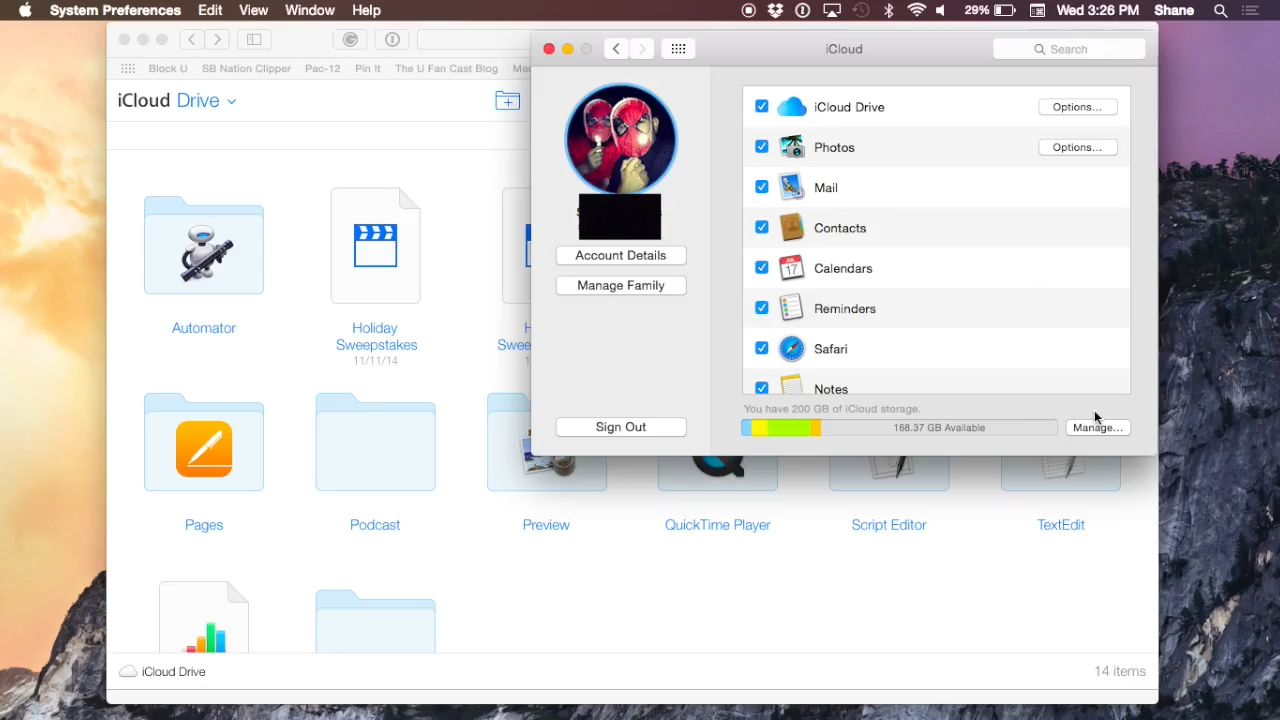 System Preferences Edit View Window Help
29% Wed 3:26 PM Shane
Block U SB Nation Clipper Pac-12 Pin It The U Fan Cast Blog
iCloud Drive
Automator
Holiday
Sweepstakes
11/11/14
Pages
Podcast
Preview
QuickTime Player
Script Editor
TextEdit
iCloud Drive
14 items
iCloud
Search
Account Details
Manage Family
Sign Out
iCloud Drive
Options...
Photos
Options...
Mail
Contacts
JUL
17
Calendars
Reminders
Safari
Notes
You have 200 GB of iCloud storage.
168.37 GB Available
Manage...